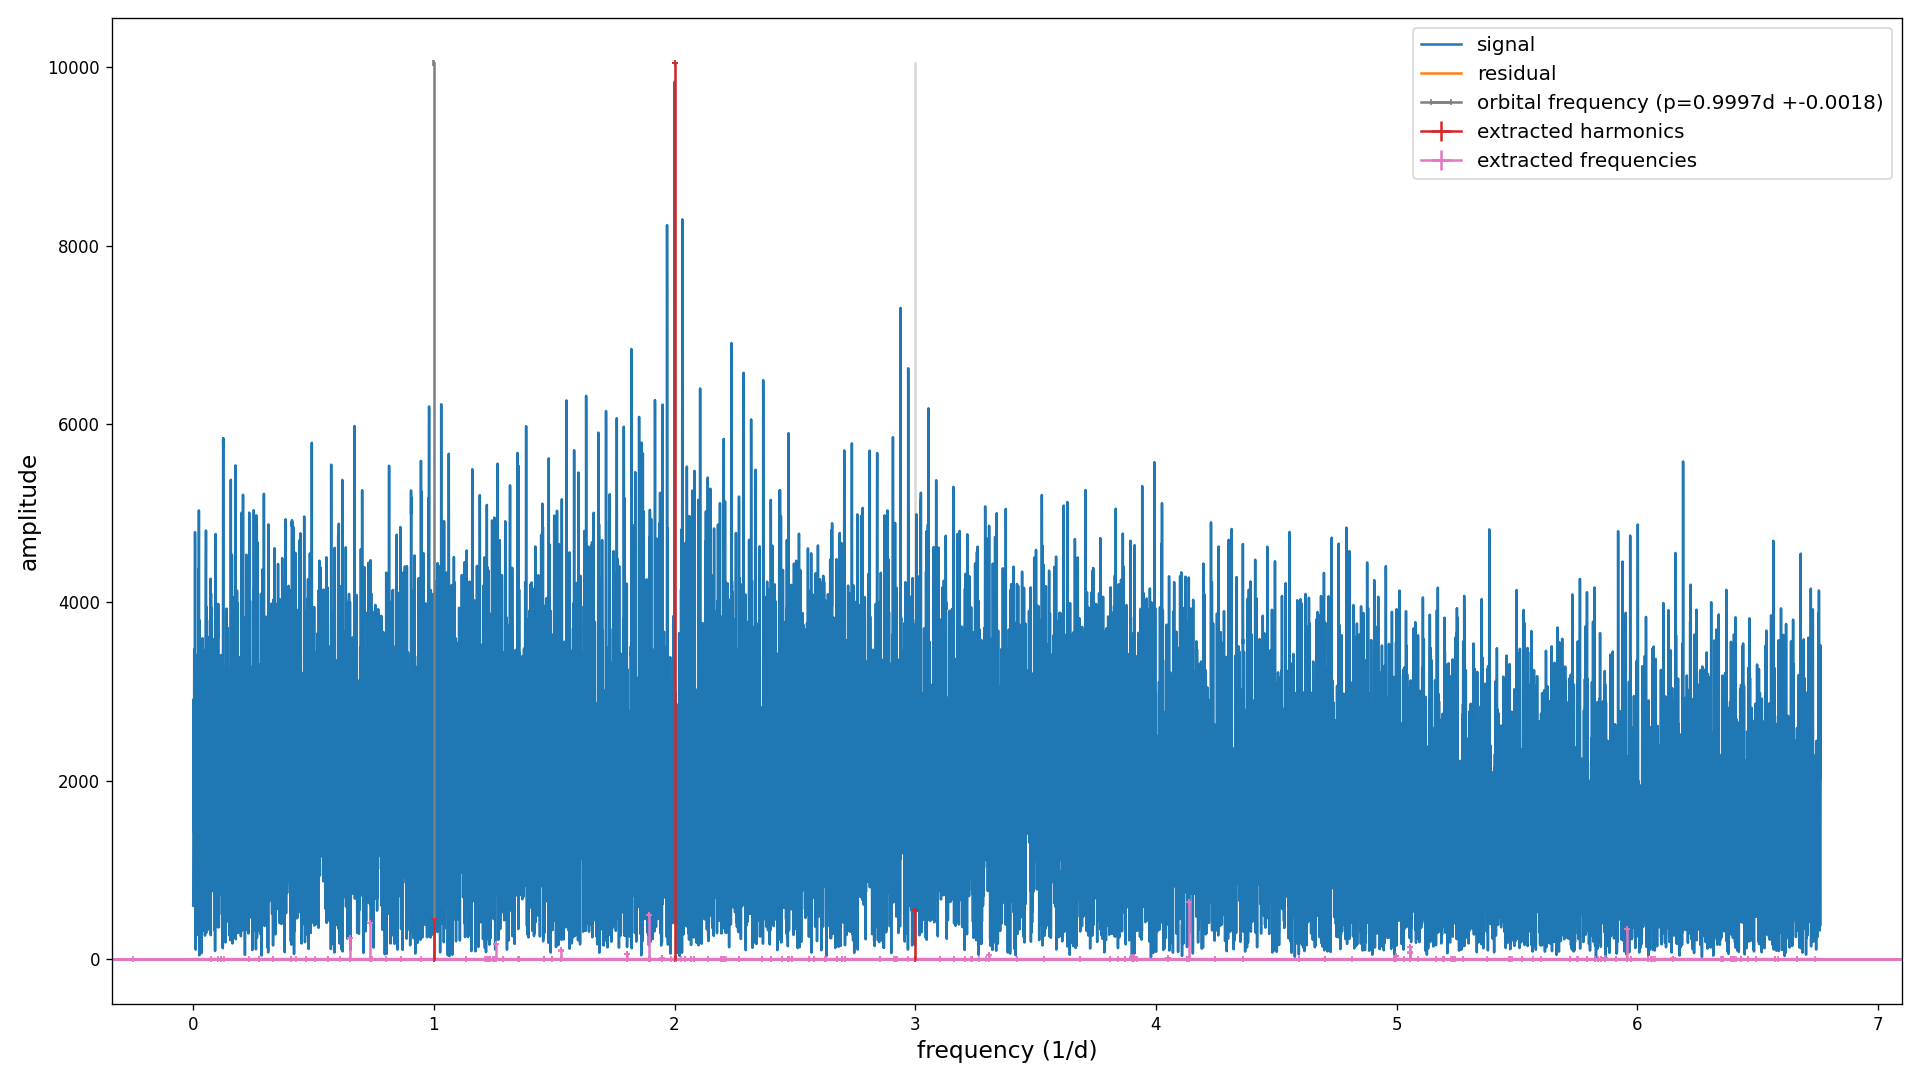 signal
residual
orbital frequency (p=0.9997d +-0.0018)
extracted harmonics
extracted frequencies
10000
8000
6000
4000
2000
0
amplitude
0 1 2 3 4 5 6 7
frequency (1/d)